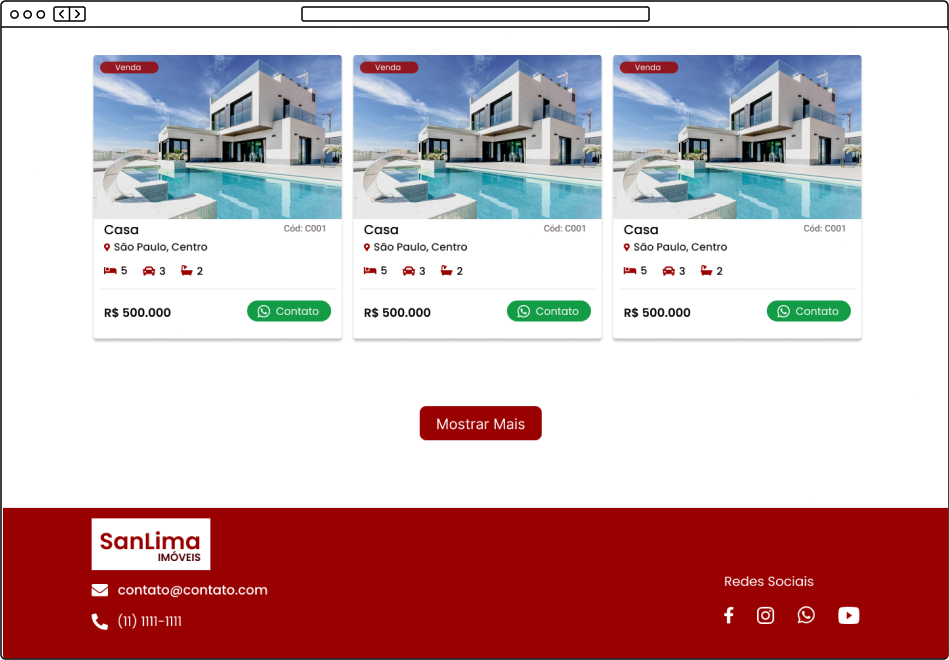 Venda Venda Venda
Casa Cód: C001 Casa Cód: C001 Casa Cód: C001
São Paulo, Centro São Paulo, Centro São Paulo, Centro
5 3 2 5 3 2 5 3 2
R$ 500.000 Contato R$ 500.000 Contato R$ 500.000 Contato
Mostrar Mais
SanLima
IMÓVEIS
Redes Sociais
contato@contato.com
(11) 1111-1111